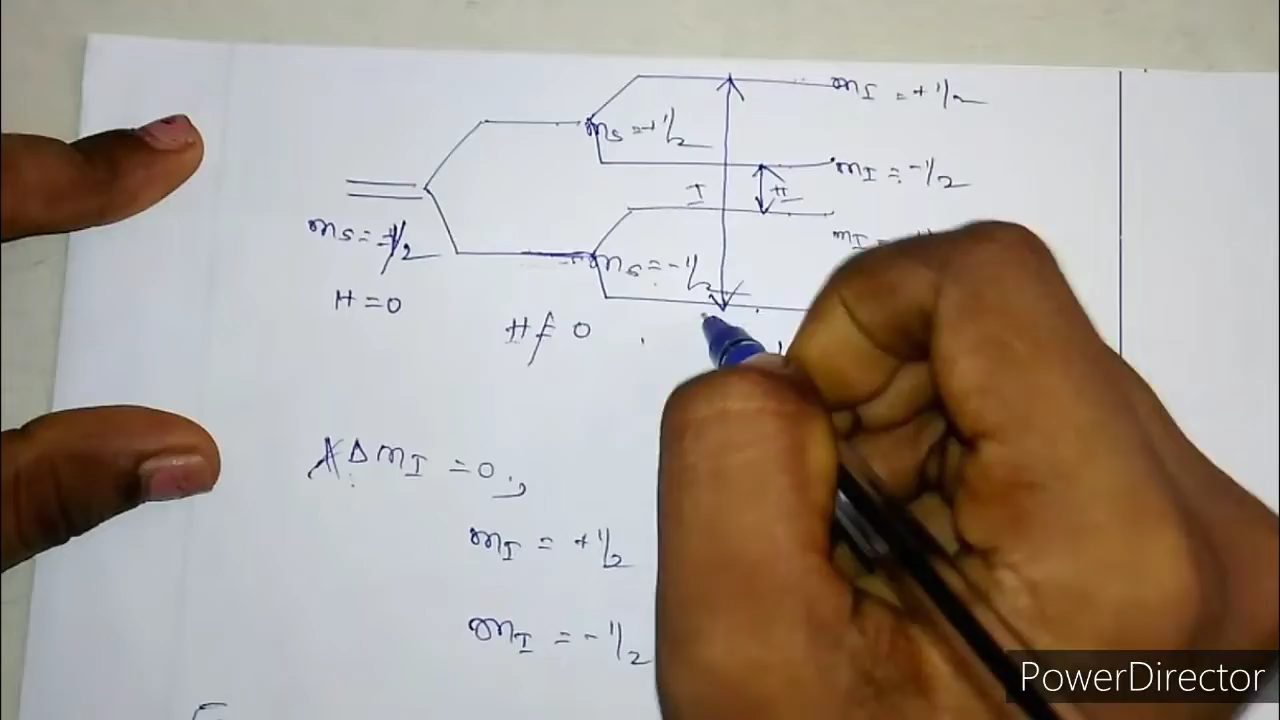 mI = +1/2
mS = +1/2
mI = -1/2
I
II
mS = ±1/2
mI =
mS = -1/2
H = 0
H ≠ 0
ΔmI = 0,
mI = +1/2
mI = -1/2
PowerDirector